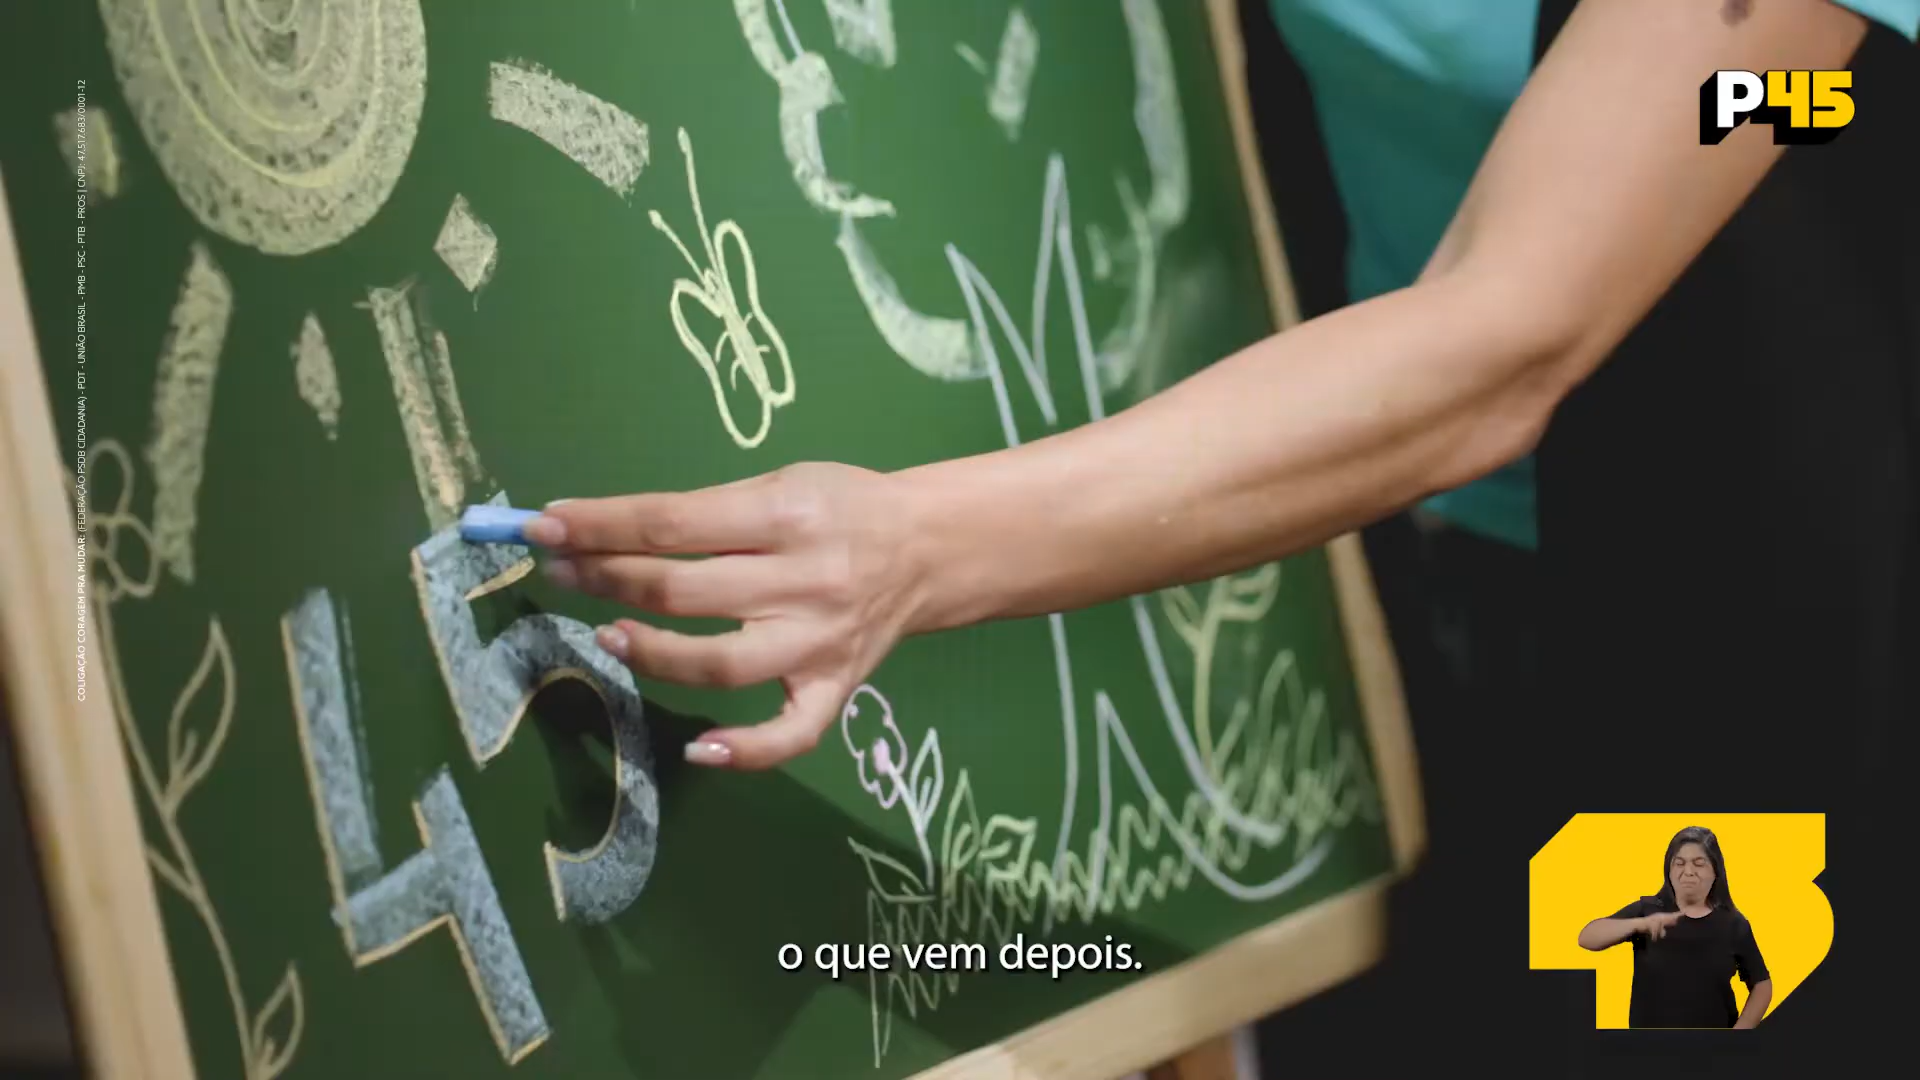 P45
COLIGAÇÃO CORAGEM PRA MUDAR: (FEDERAÇÃO PSDB CIDADANIA) - PDT - UNIÃO BRASIL - PMB - PSC - PTB - PROS | CNPJ: 47.517.683/0001-12
45
o que vem depois.